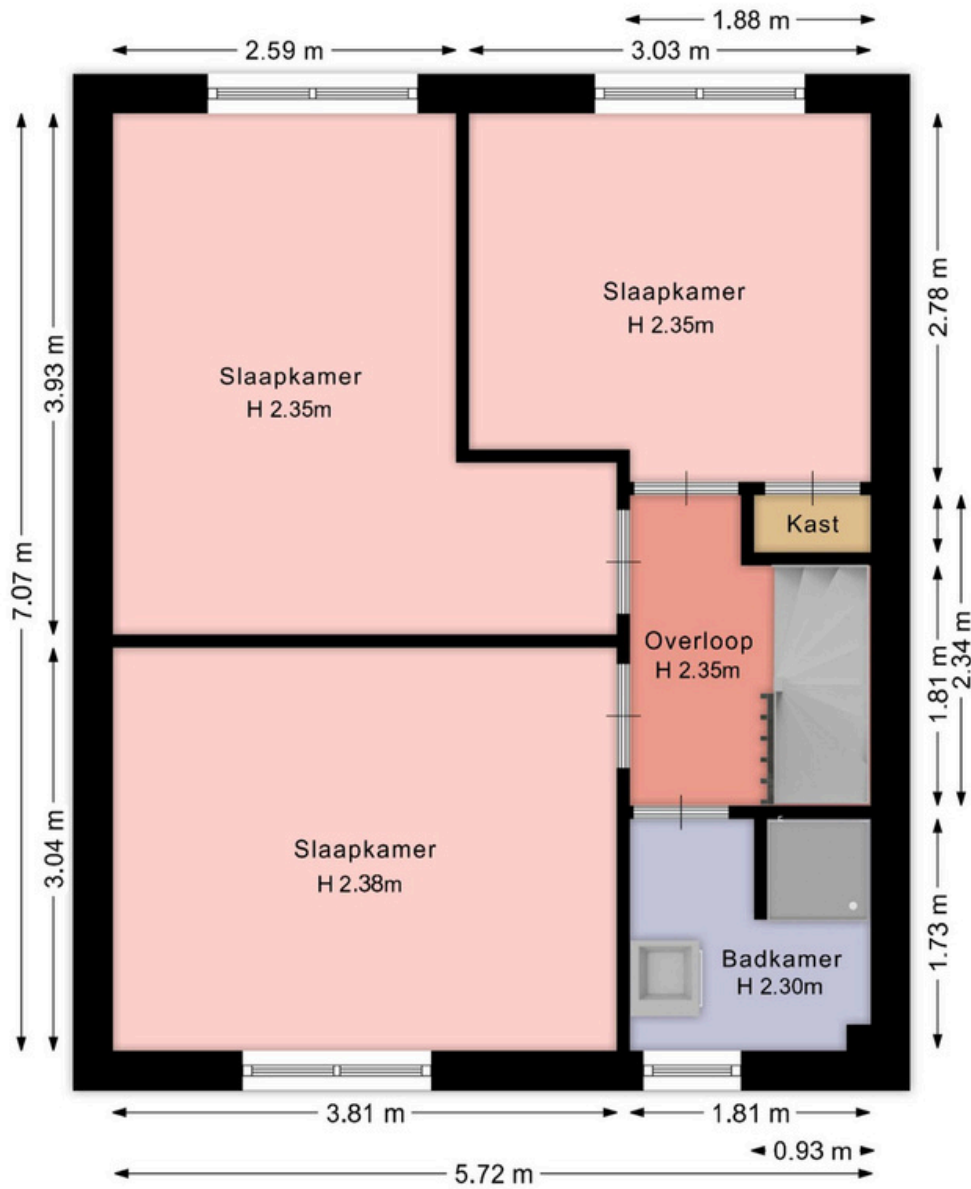 1.88 m
2.59 m
3.03 m
Slaapkamer
H 2.35m
2.78 m
Slaapkamer
H 2.35m
3.93 m
7.07 m
Kast
Overloop
H 2.35m
1.81 m
2.34 m
Slaapkamer
H 2.38m
3.04 m
Badkamer
H 2.30m
1.73 m
3.81 m
1.81 m
0.93 m
5.72 m